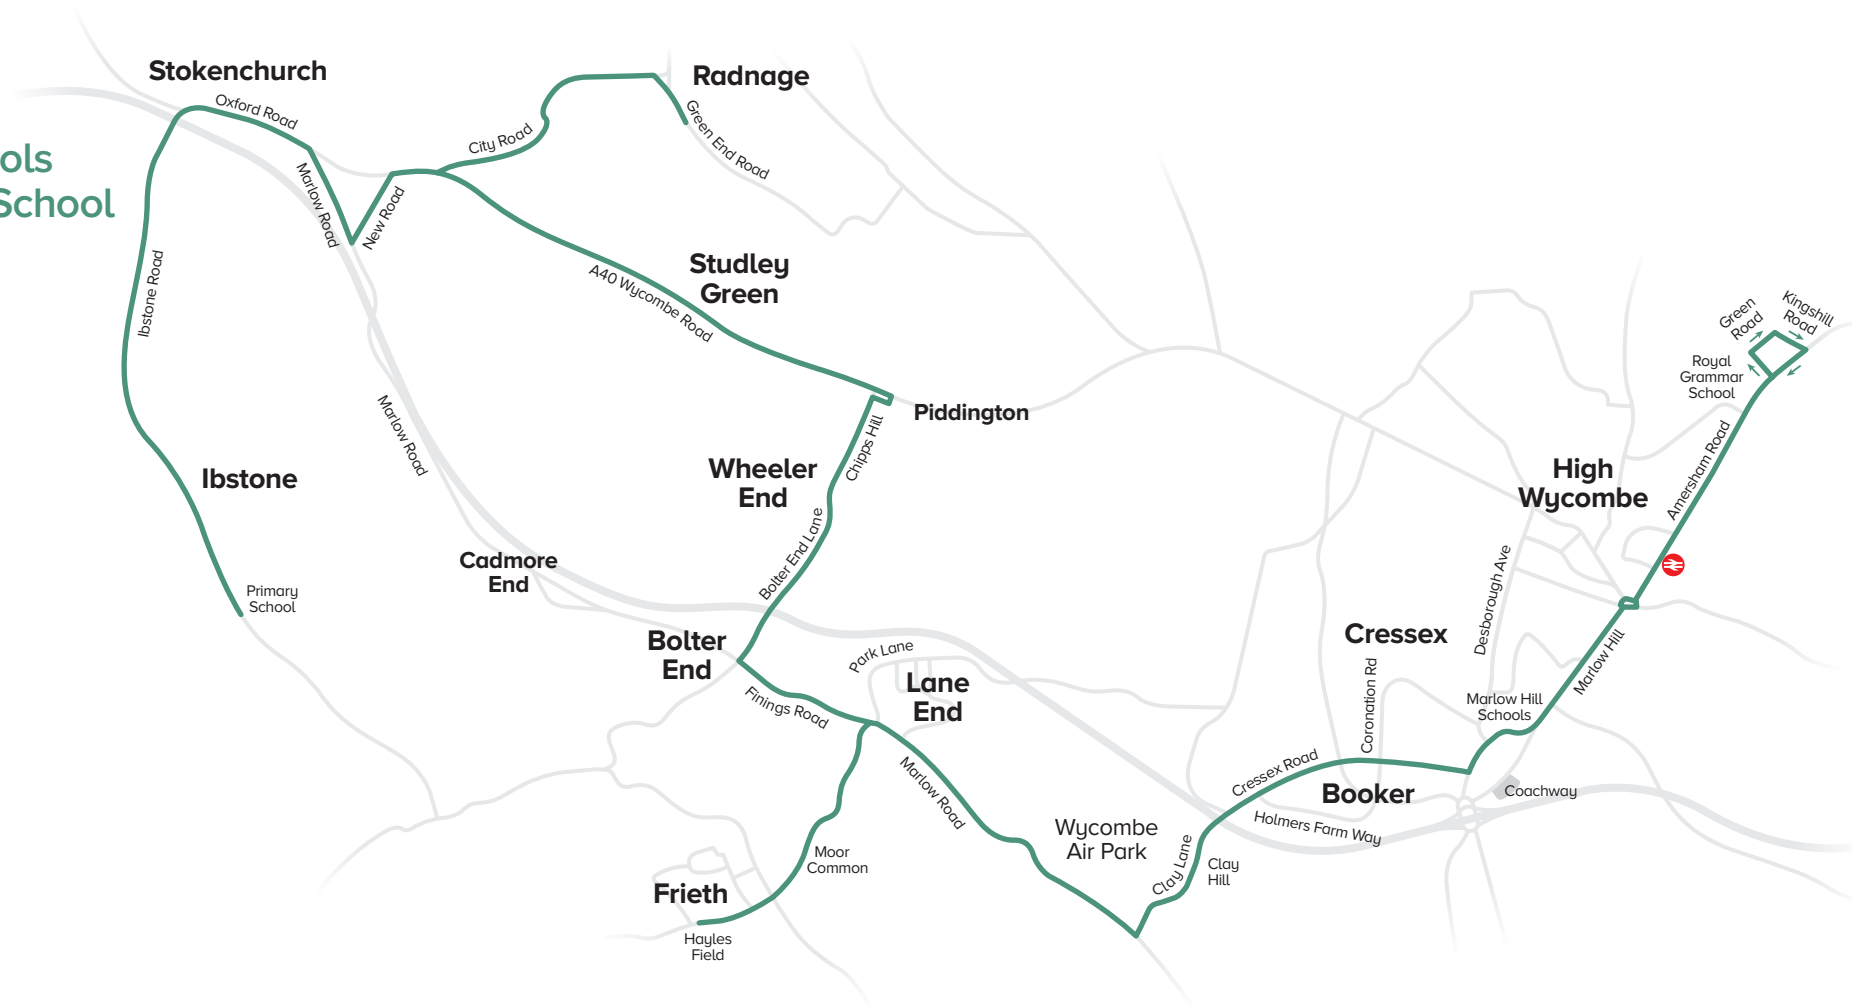 Stokenchurch
Oxford Road
Radnage
ols
School
City Road
Green End Road
Marlow Road
New Road
Ibstone Road
Studley
Green
A40 Wycombe Road
Green
Road
Kingshill
Road
Royal
Grammar
School
Piddington
Marlow Road
Chipps Hill
Ibstone
Wheeler
End
High
Wycombe
Amersham Road
Bolter End Lane
Cadmore
End
Desborough Ave
Primary
School
Bolter
End
Park Lane
Cressex
Marlow Hill
Lane
End
Finings Road
Coronation Rd
Marlow Hill
Schools
Marlow Road
Cressex Road
Booker
Coachway
Holmers Farm Way
Wycombe
Air Park
Clay Lane
Clay
Hill
Moor
Common
Frieth
Hayles
Field